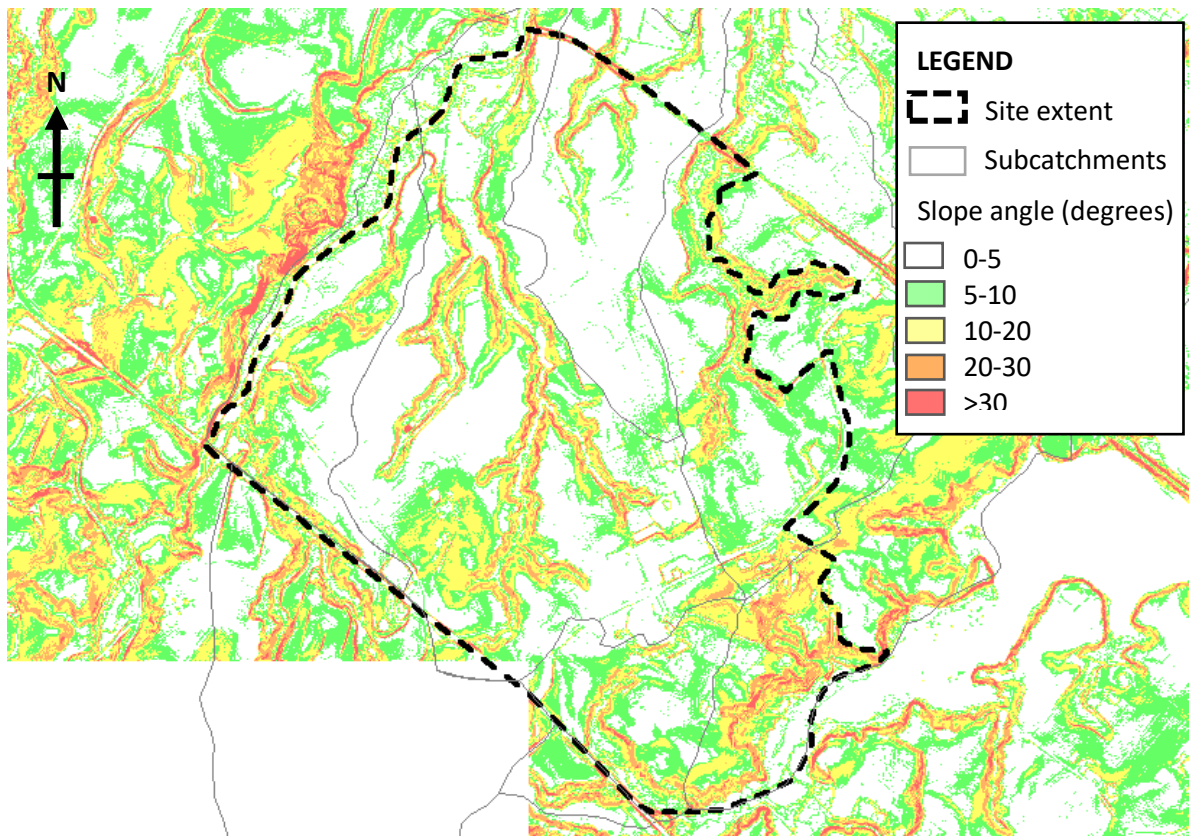 N
LEGEND
Site extent
Subcatchments
Slope angle (degrees)
0-5
5-10
10-20
20-30
>30